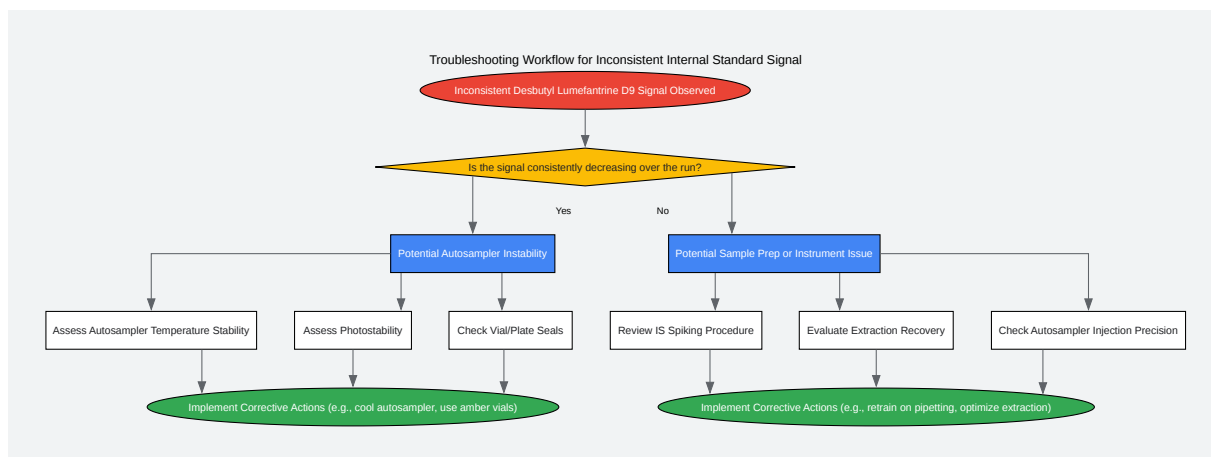 Troubleshooting Workflow for Inconsistent Internal Standard Signal
Inconsistent Desbutyl Lumefantrine D9 Signal Observed
Is the signal consistently decreasing over the run?
Yes
No
Potential Autosampler Instability
Potential Sample Prep or Instrument Issue
Assess Autosampler Temperature Stability
Assess Photostability
Check Vial/Plate Seals
Review IS Spiking Procedure
Evaluate Extraction Recovery
Check Autosampler Injection Precision
Implement Corrective Actions (e.g., cool autosampler, use amber vials)
Implement Corrective Actions (e.g., retrain on pipetting, optimize extraction)